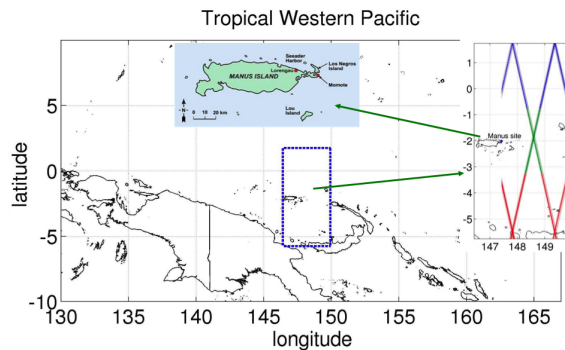 Tropical Western Pacific
Seeader
Harbor
Los Negros
Island
Lorengau
MANUS ISLAND
Momote
Lou
Island
N
0 10 20 km
Manus site
1
0
-1
-2
-3
-4
-5
147 148 149
5
0
-5
-10
latitude
130 135 140 145 150 155 160 165
longitude